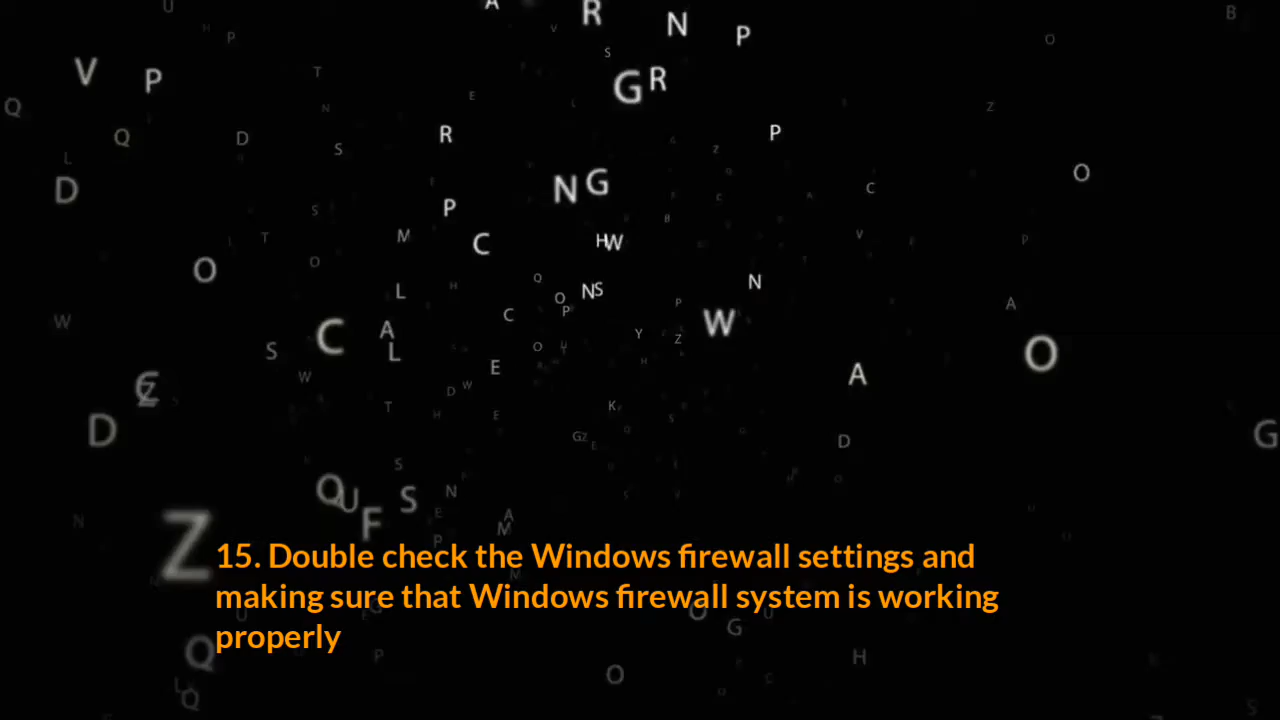 15. Double check the Windows firewall settings and
making sure that Windows firewall system is working
properly